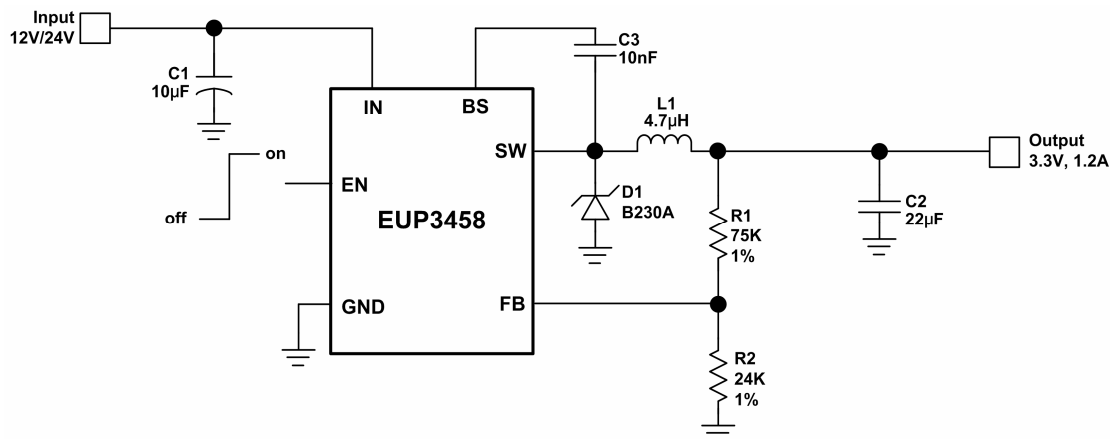 Input
12V/24V
C1
10μF
IN
BS
C3
10nF
L1
4.7μH
SW
Output
3.3V, 1.2A
on
off
EN
EUP3458
D1
B230A
R1
75K
1%
C2
22μF
GND
FB
R2
24K
1%